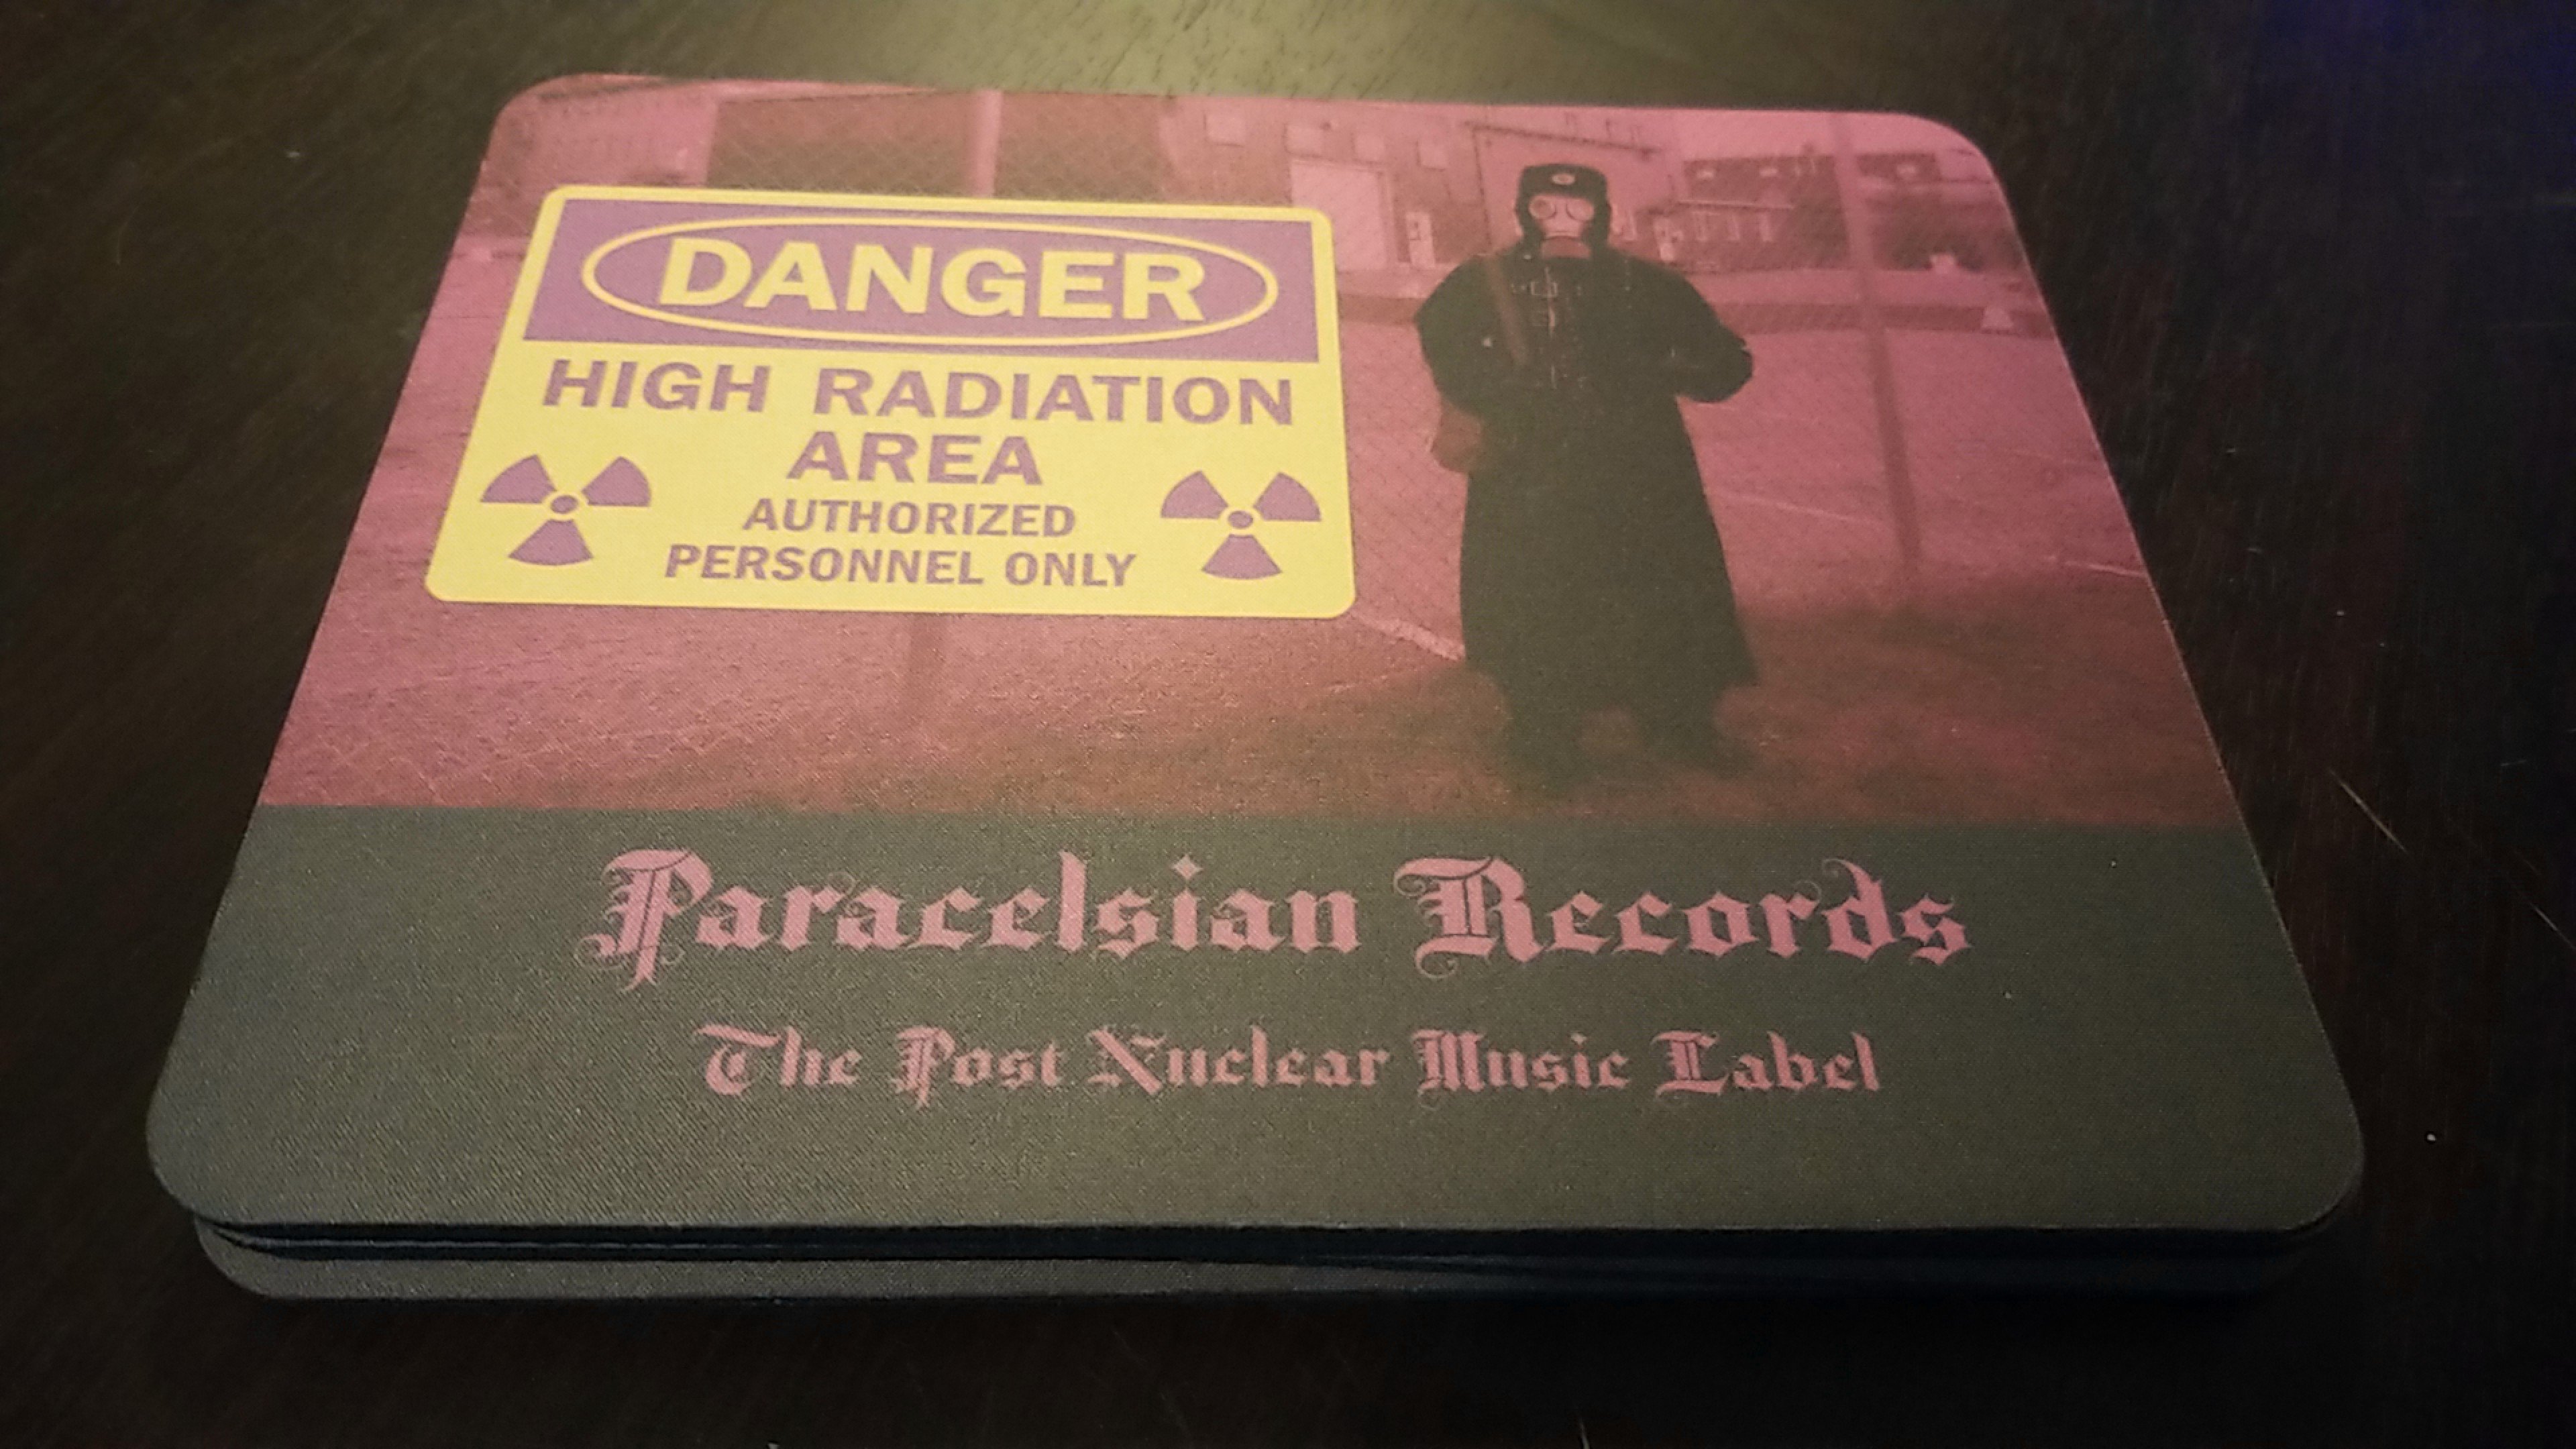 DANGER
HIGH RADIATION
AREA
AUTHORIZED
PERSONNEL ONLY
Paracelsian Records
The Post Nuclear Music Label